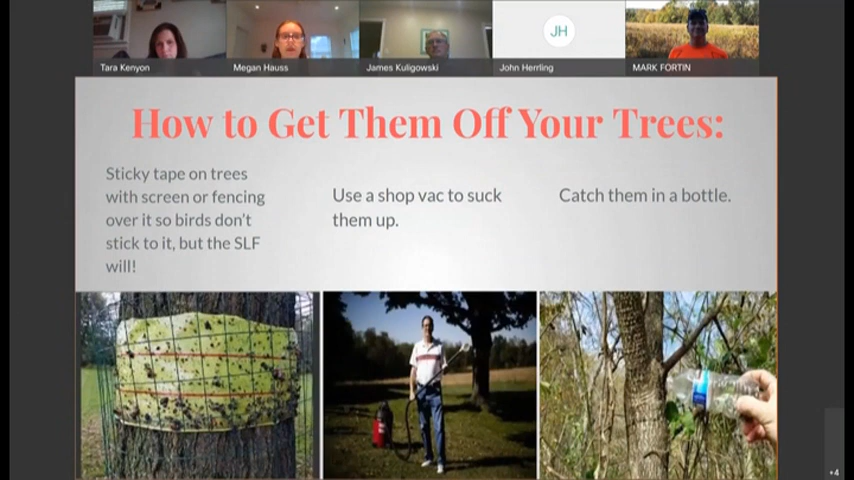 JH
Tara Kenyon
Megan Hauss
James Kuligowski
John Herrling
MARK FORTIN
How to Get Them Off Your Trees:
Sticky tape on trees
with screen or fencing
over it so birds don't
stick to it, but the SLF
will!
Use a shop vac to suck
them up.
Catch them in a bottle.
+4